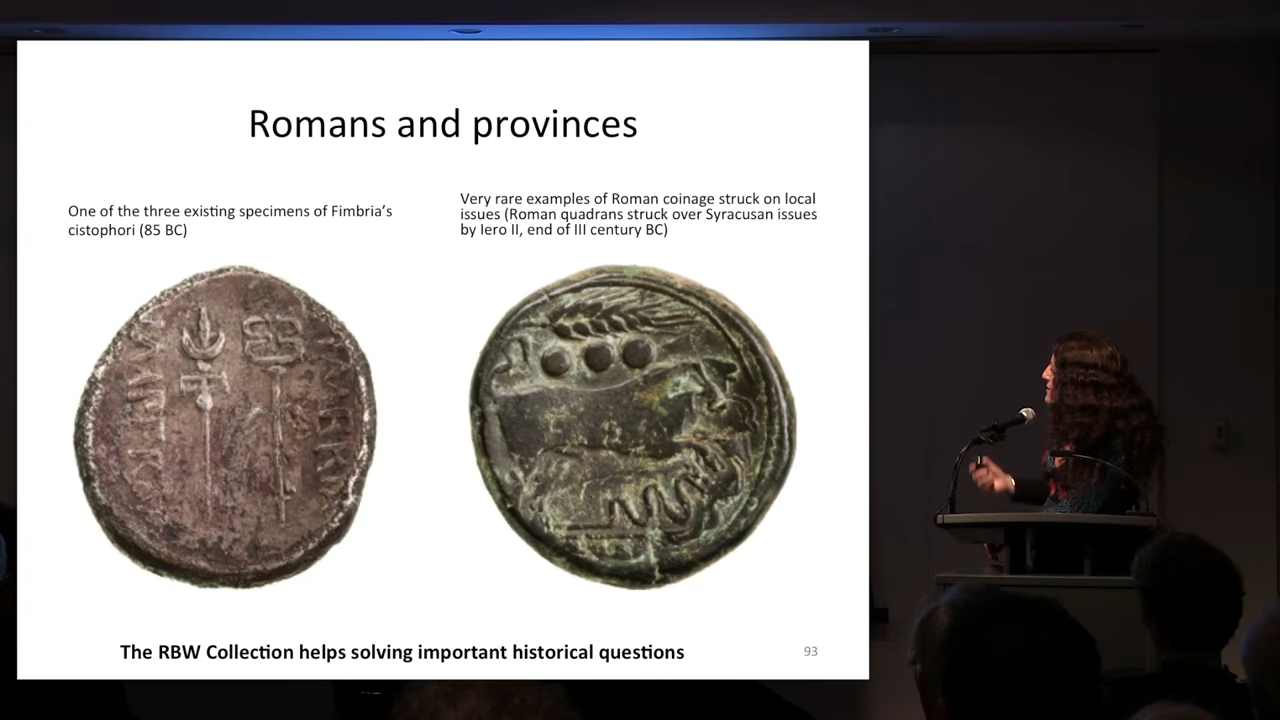 Romans and provinces
One of the three existing specimens of Fimbria's
cistophori (85 BC)
Very rare examples of Roman coinage struck on local
issues (Roman quadrans struck over Syracusan issues
by Iero II, end of III century BC)
The RBW Collection helps solving important historical questions
93